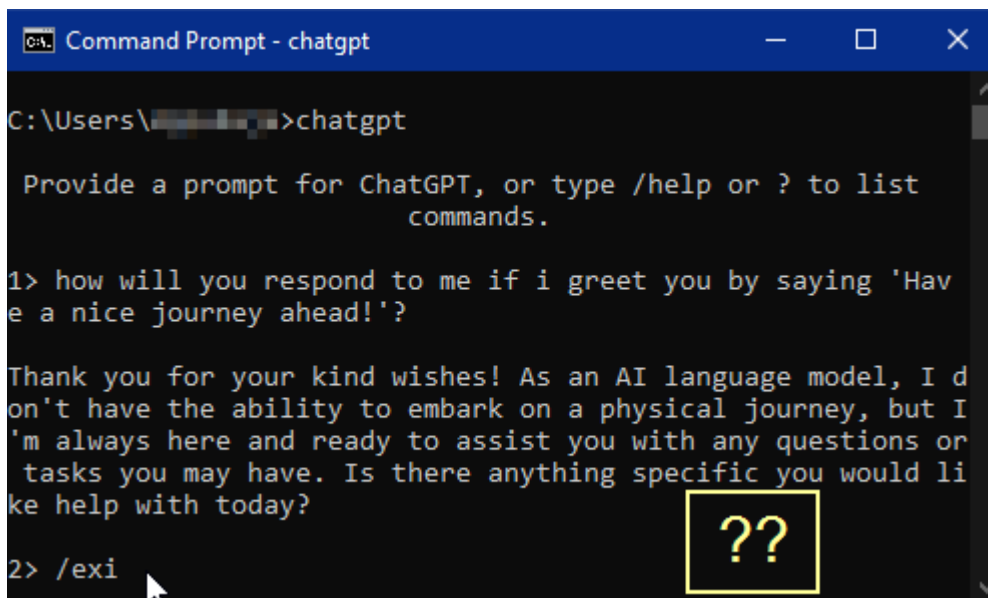 Command Prompt - chatgpt
C:\Users\ >chatgpt
Provide a prompt for ChatGPT, or type /help or ? to list
commands.
1> how will you respond to me if i greet you by saying 'Hav
e a nice journey ahead!'?
Thank you for your kind wishes! As an AI language model, I d
on't have the ability to embark on a physical journey, but I
'm always here and ready to assist you with any questions or
tasks you may have. Is there anything specific you would li
ke help with today?
??
2> /exi